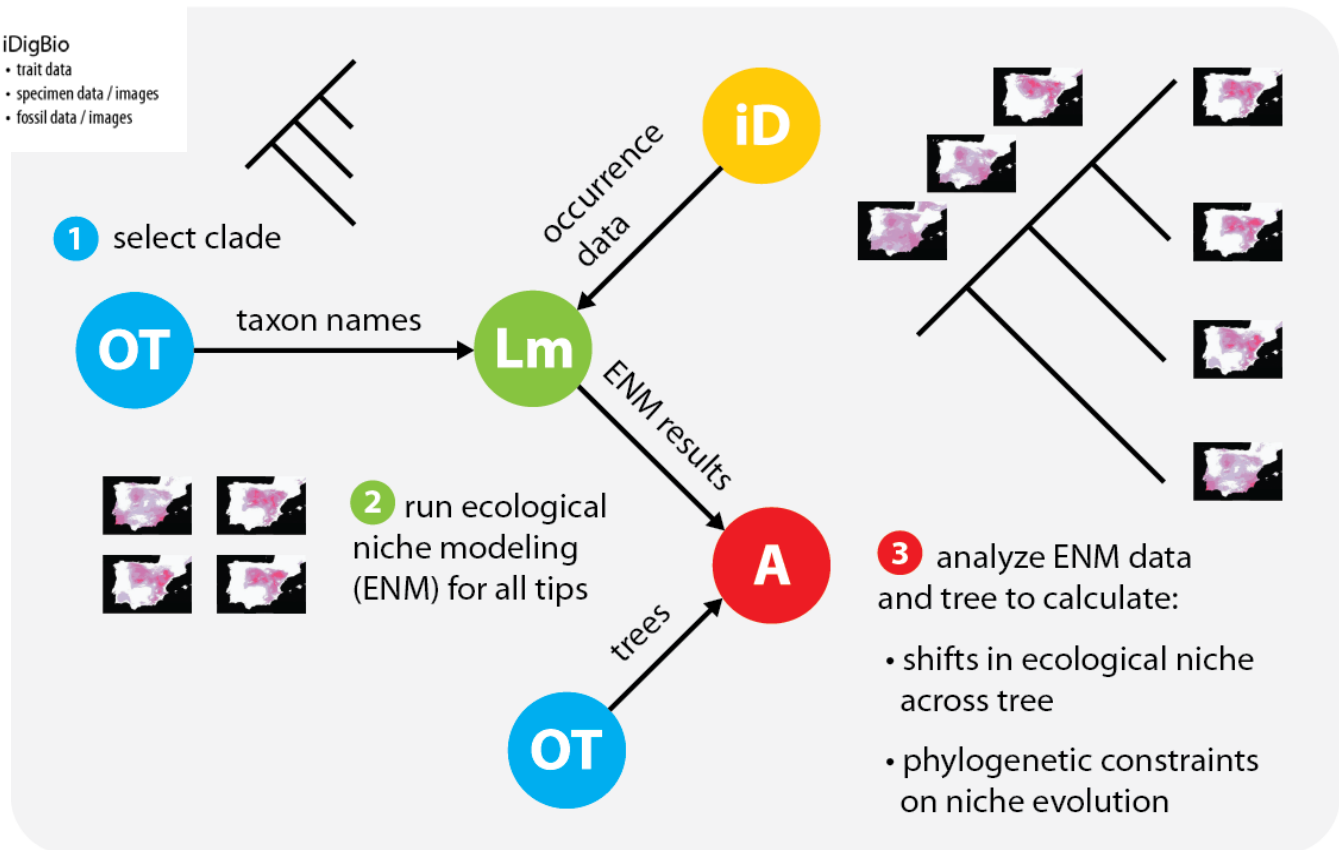 iDigBio
• trait data
• specimen data / images
• fossil data / images
iD
occurrence
data
1 select clade
OT
taxon names
Lm
ENM results
2 run ecological
niche modeling
(ENM) for all tips
A
trees
OT
3 analyze ENM data
and tree to calculate:
• shifts in ecological niche
across tree
• phylogenetic constraints
on niche evolution